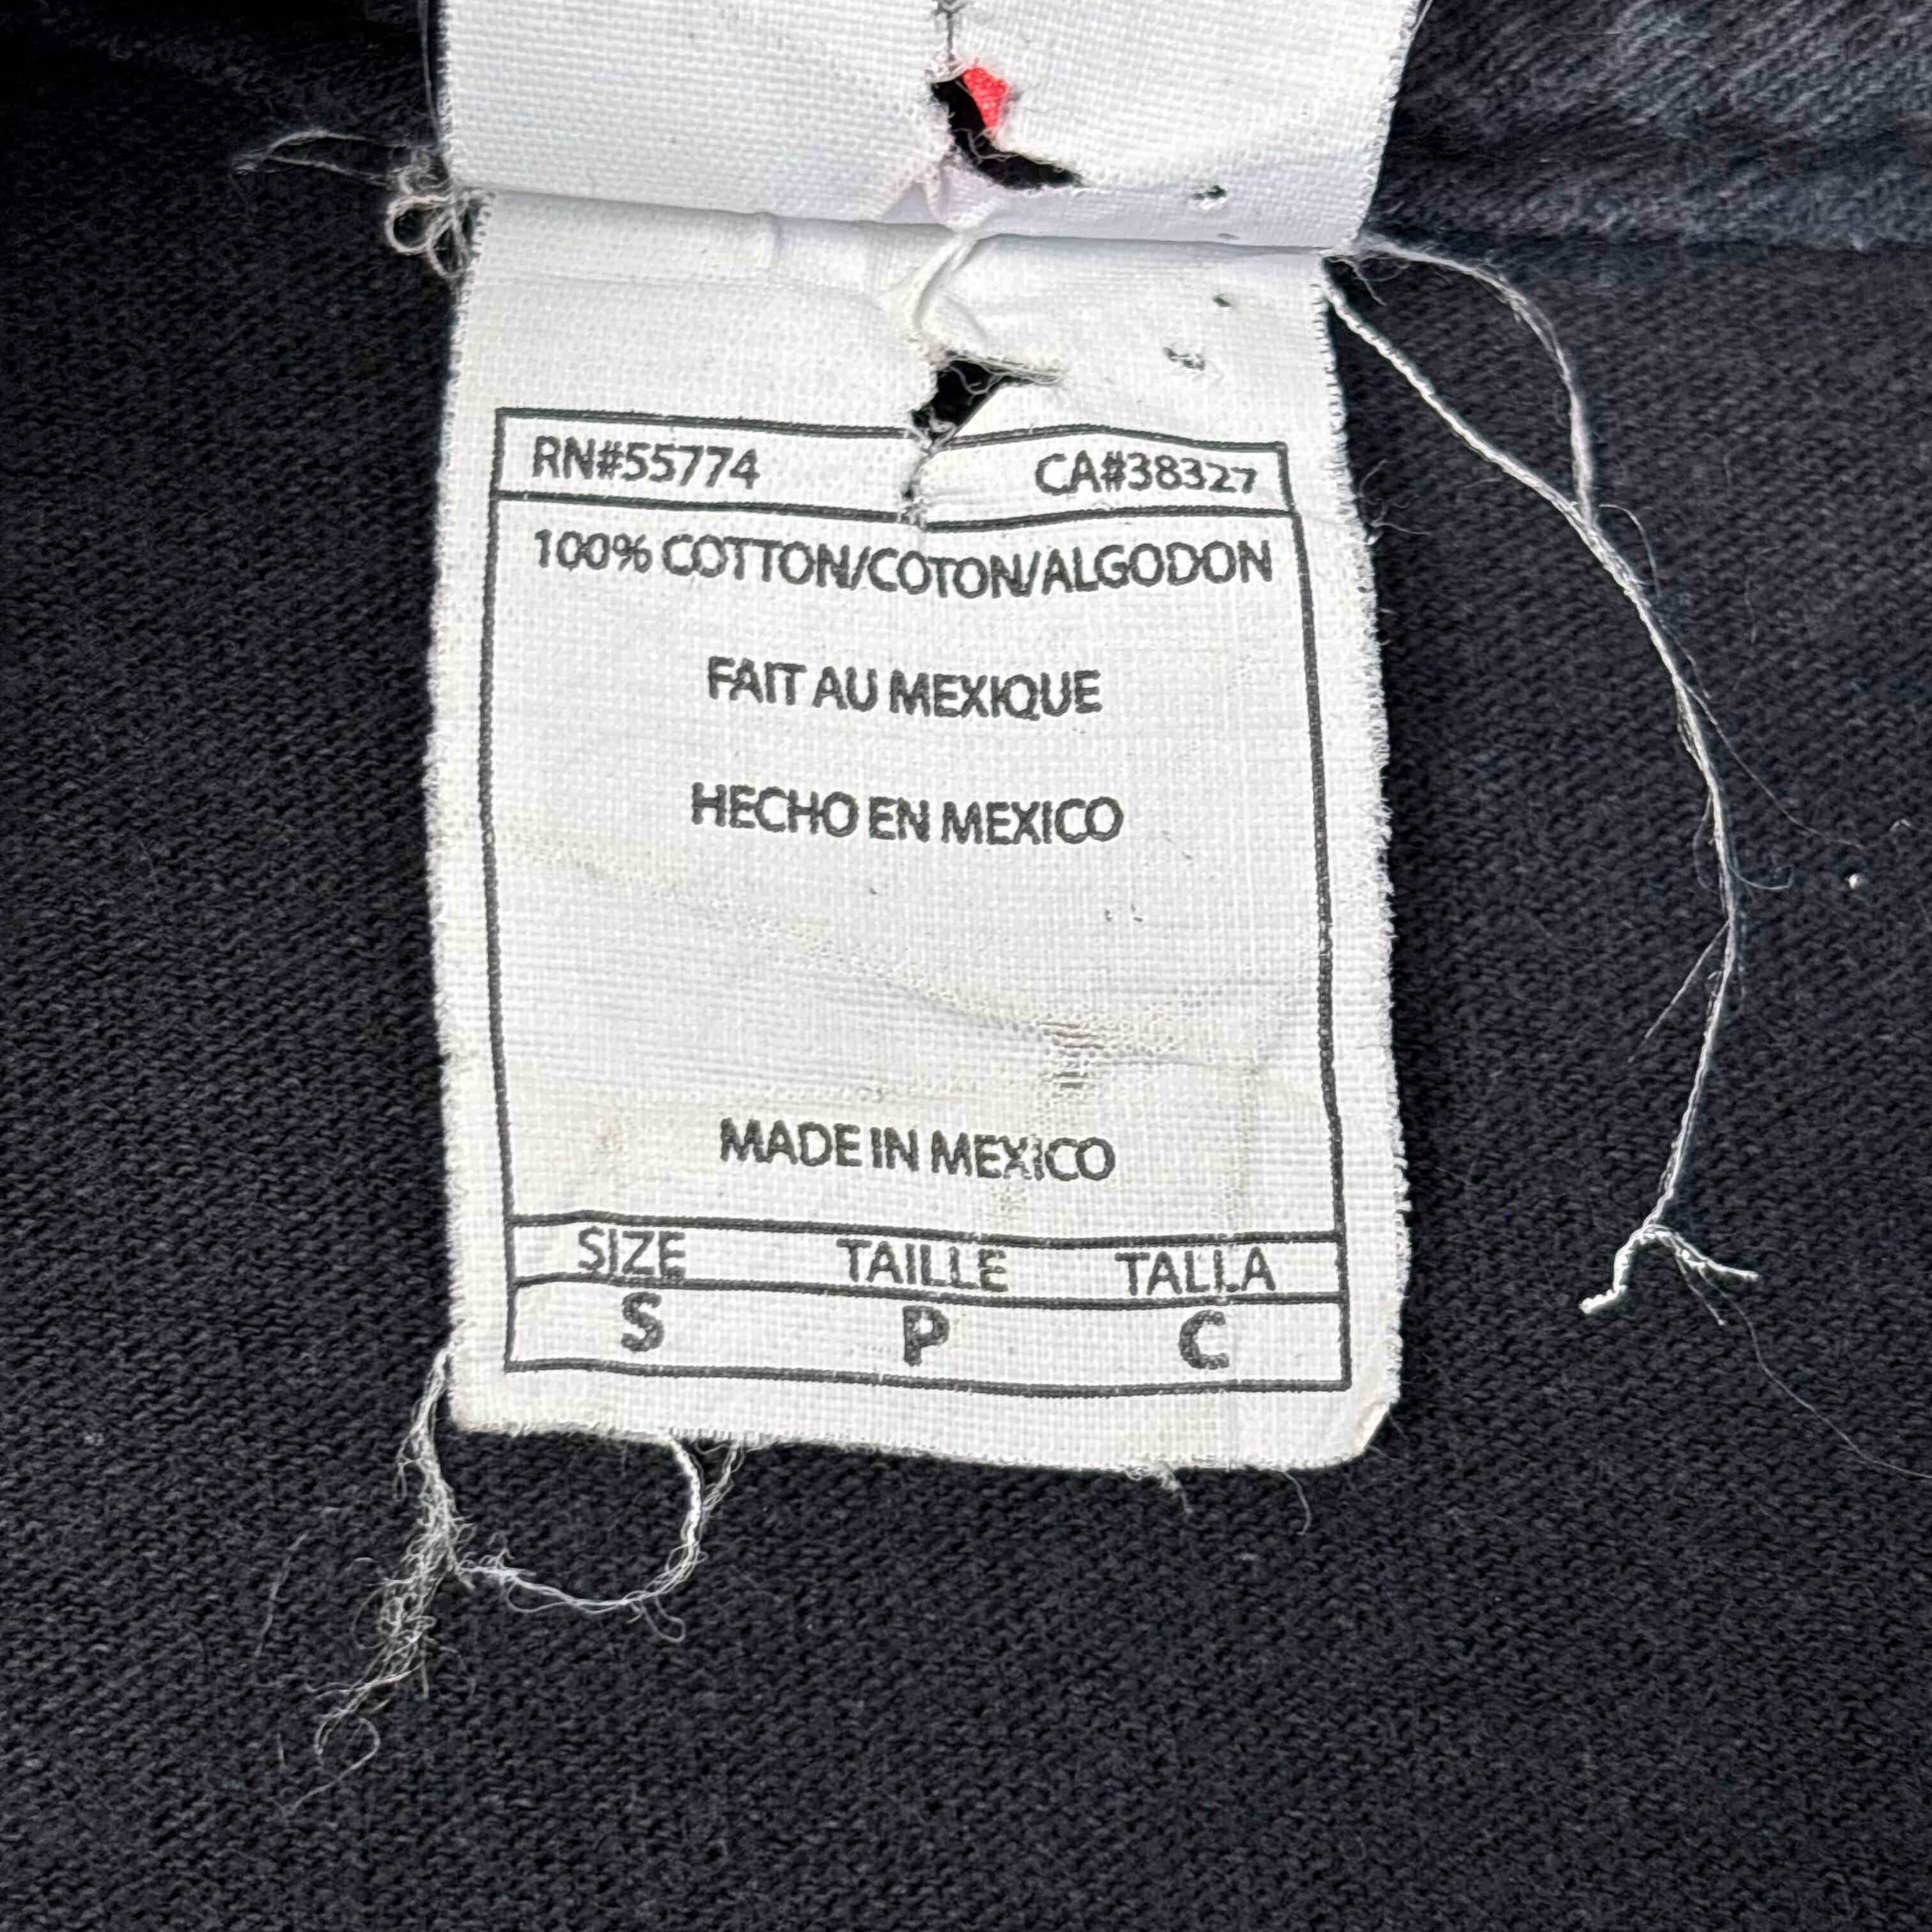 RN#55774 CA#38327
100% COTTON/COTON/ALGODON
FAIT AU MEXIQUE
HECHO EN MEXICO
MADE IN MEXICO
SIZE TAILLE TALLA
S P C